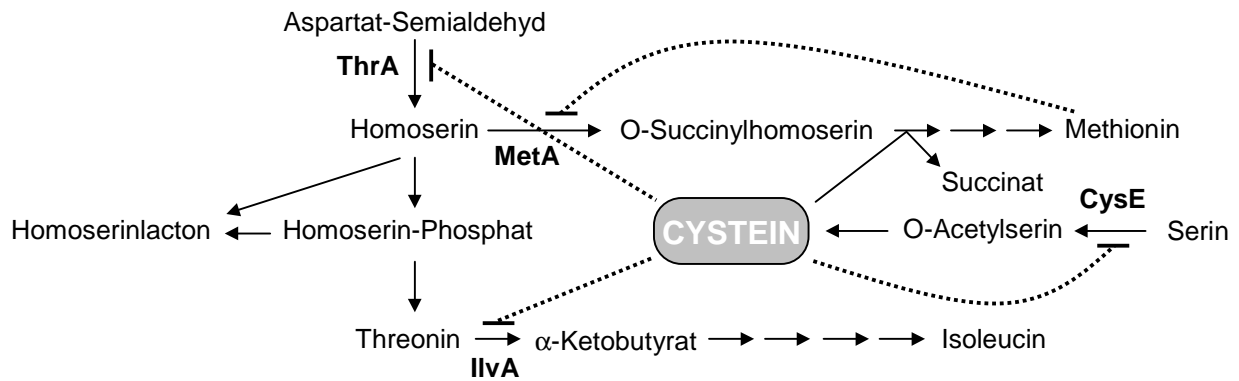 Aspartat-Semialdehyd
ThrA
Homoserin
O-Succinylhomoserin
Methionin
MetA
Succinat
CysE
Homoserinlacton
Homoserin-Phosphat
CYSTEIN
O-Acetylserin
Serin
Threonin
α-Ketobutyrat
Isoleucin
IlvA